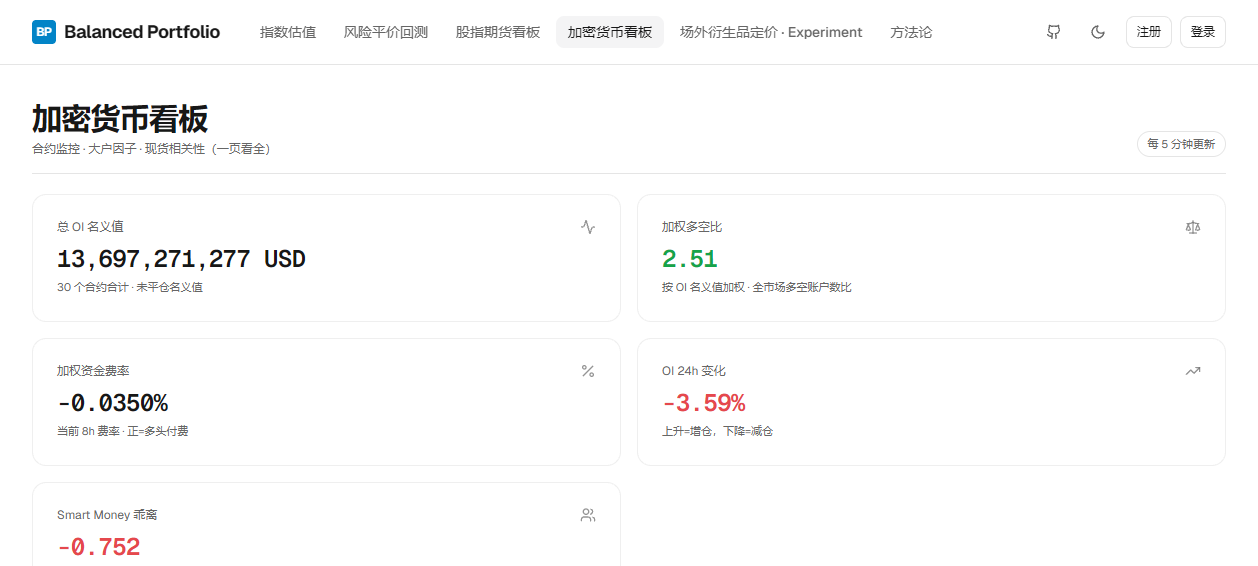 BP Balanced Portfolio 指数估值 风险平价回测 股指期货看板 加密货币看板 场外衍生品定价 · Experiment 方法论 注册 登录
加密货币看板
合约监控 · 大户因子 · 现货相关性（一页看全）
每 5 分钟更新
总 OI 名义值
13,697,271,277 USD
30 个合约合计 · 未平仓名义值
加权多空比
2.51
按 OI 名义值加权 · 全市场多空账户数比
加权资金费率
-0.0350%
当前 8h 费率 · 正=多头付费
OI 24h 变化
-3.59%
上升=增仓，下降=减仓
Smart Money 乖离
-0.752